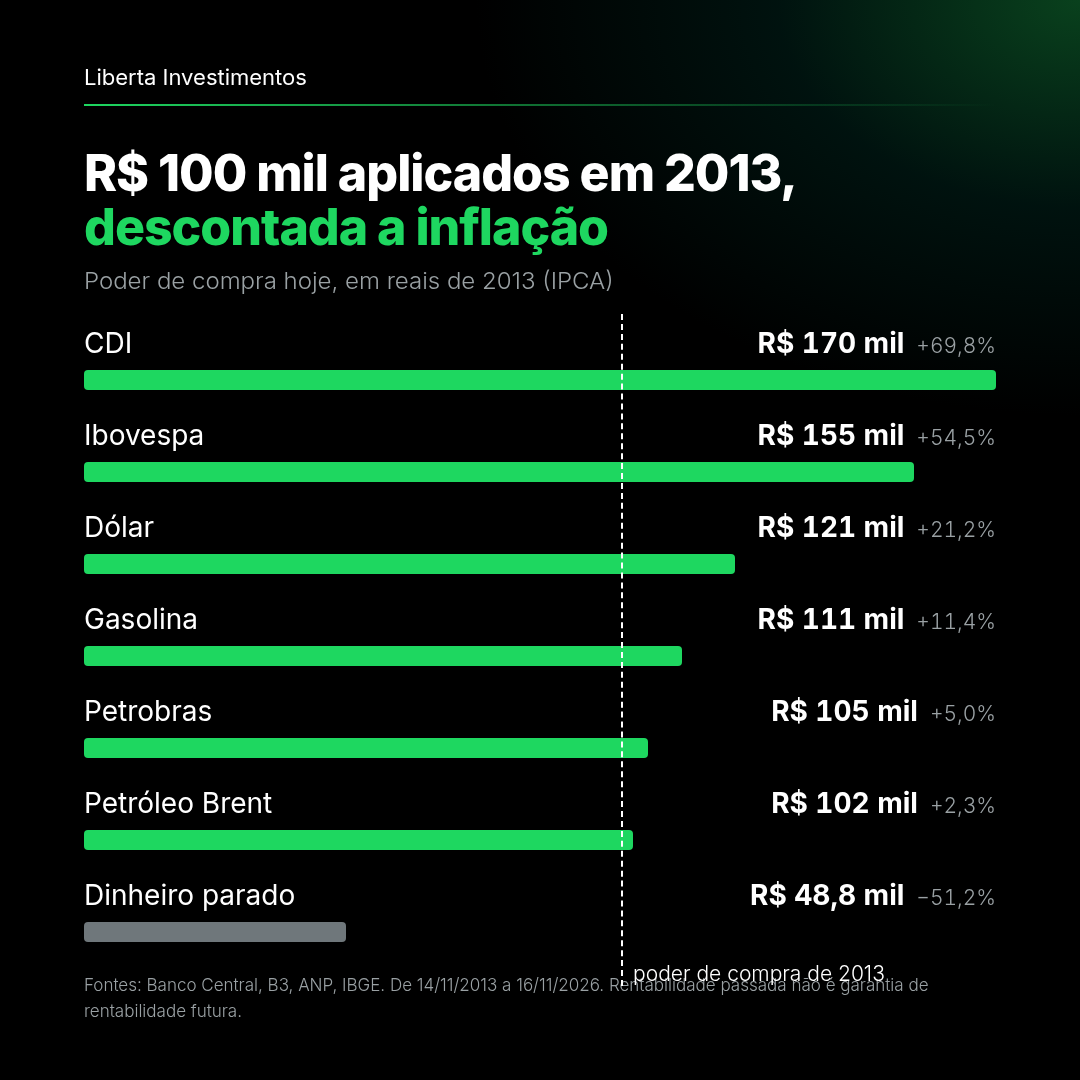 Liberta Investimentos
R$ 100 mil aplicados em 2013,
descontada a inflação
Poder de compra hoje, em reais de 2013 (IPCA)
CDI R$ 170 mil +69,8%
Ibovespa R$ 155 mil +54,5%
Dólar R$ 121 mil +21,2%
Gasolina R$ 111 mil +11,4%
Petrobras R$ 105 mil +5,0%
Petróleo Brent R$ 102 mil +2,3%
Dinheiro parado R$ 48,8 mil −51,2%
poder de compra de 2013
Fontes: Banco Central, B3, ANP, IBGE. De 14/11/2013 a 16/11/2026. Rentabilidade passada não é garantia de
rentabilidade futura.